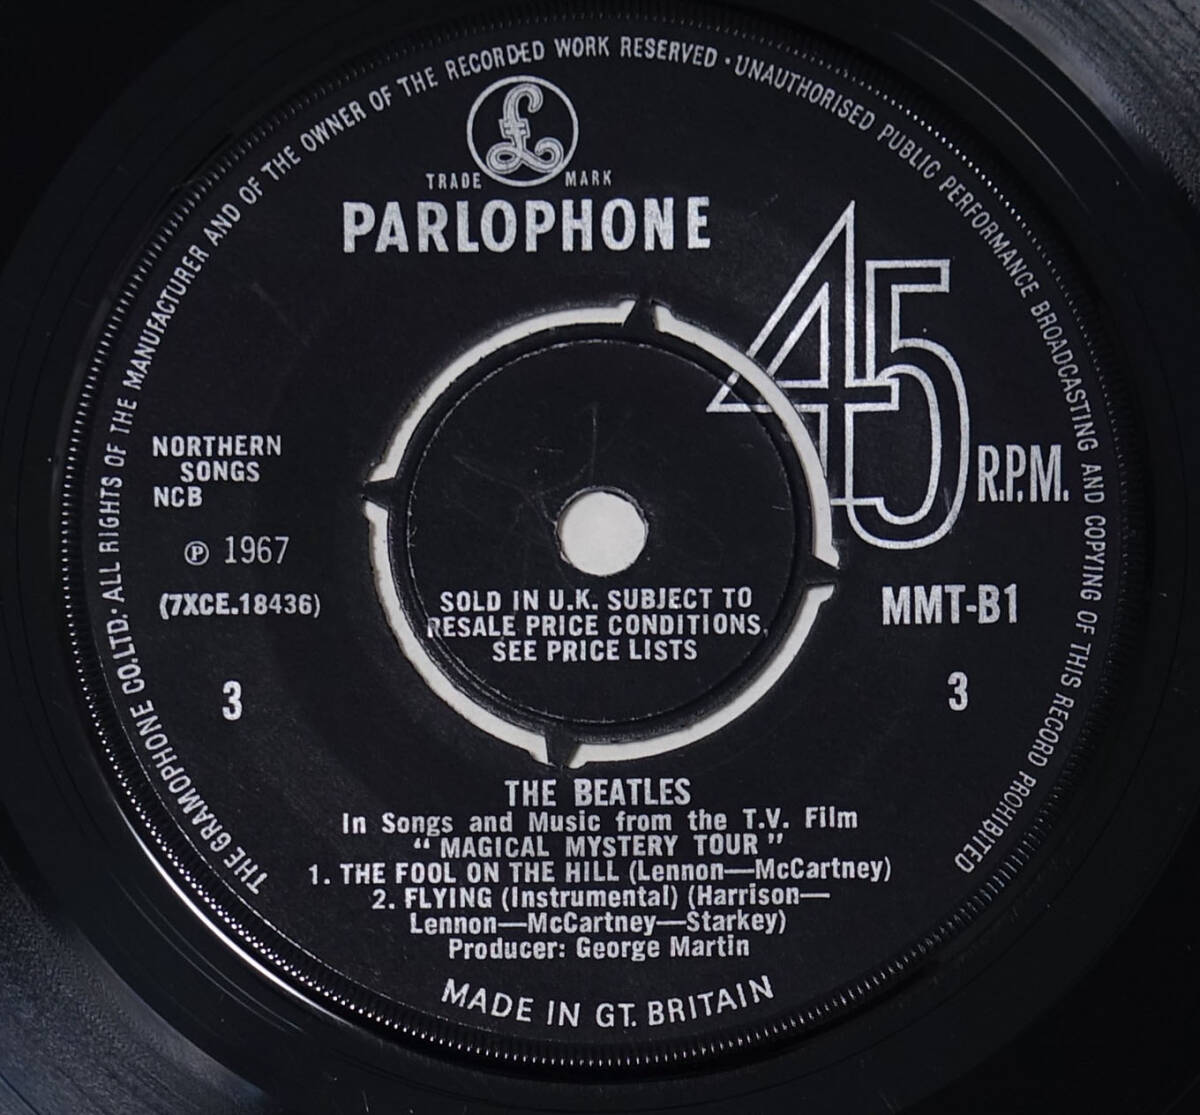 THE GRAMOPHONE CO.LTD· ALL RIGHTS OF THE MANUFACTURER AND OF THE OWNER OF THE RECORDED WORK RESERVED · UNAUTHORISED PUBLIC PERFORMANCE BROADCASTING AND COPYING OF THIS RECORD PROHIBITED
£
TRADE MARK
PARLOPHONE
45
R.P.M.
NORTHERN
SONGS
NCB
℗ 1967
(7XCE.18436)
3
SOLD IN U.K. SUBJECT TO
RESALE PRICE CONDITIONS,
SEE PRICE LISTS
MMT-B1
3
THE BEATLES
In Songs and Music from the T.V. Film
“MAGICAL MYSTERY TOUR”
1. THE FOOL ON THE HILL (Lennon—McCartney)
2. FLYING (Instrumental) (Harrison—
Lennon—McCartney—Starkey)
Producer: George Martin
MADE IN GT. BRITAIN